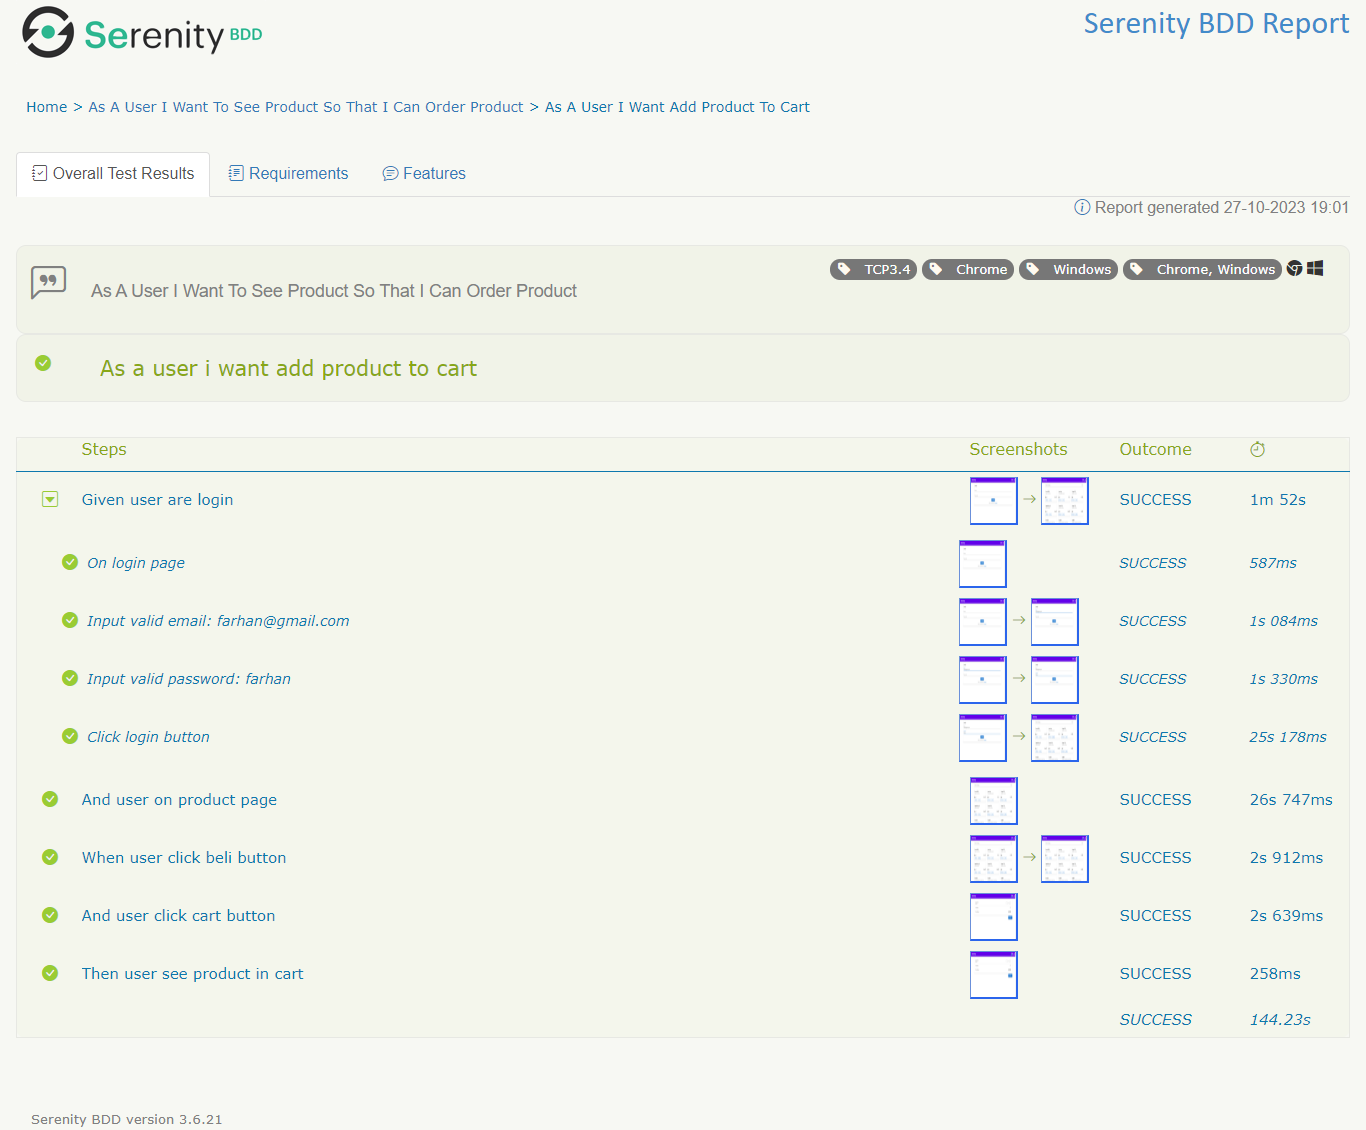 Serenity BDD
Serenity BDD Report
Home > As A User I Want To See Product So That I Can Order Product > As A User I Want Add Product To Cart
Overall Test Results Requirements Features
Report generated 27-10-2023 19:01
TCP3.4 Chrome Windows Chrome, Windows
As A User I Want To See Product So That I Can Order Product
As a user i want add product to cart
Steps Screenshots Outcome
Given user are login SUCCESS 1m 52s
On login page SUCCESS 587ms
Input valid email: farhan@gmail.com SUCCESS 1s 084ms
Input valid password: farhan SUCCESS 1s 330ms
Click login button SUCCESS 25s 178ms
And user on product page SUCCESS 26s 747ms
When user click beli button SUCCESS 2s 912ms
And user click cart button SUCCESS 2s 639ms
Then user see product in cart SUCCESS 258ms
SUCCESS 144.23s
Serenity BDD version 3.6.21